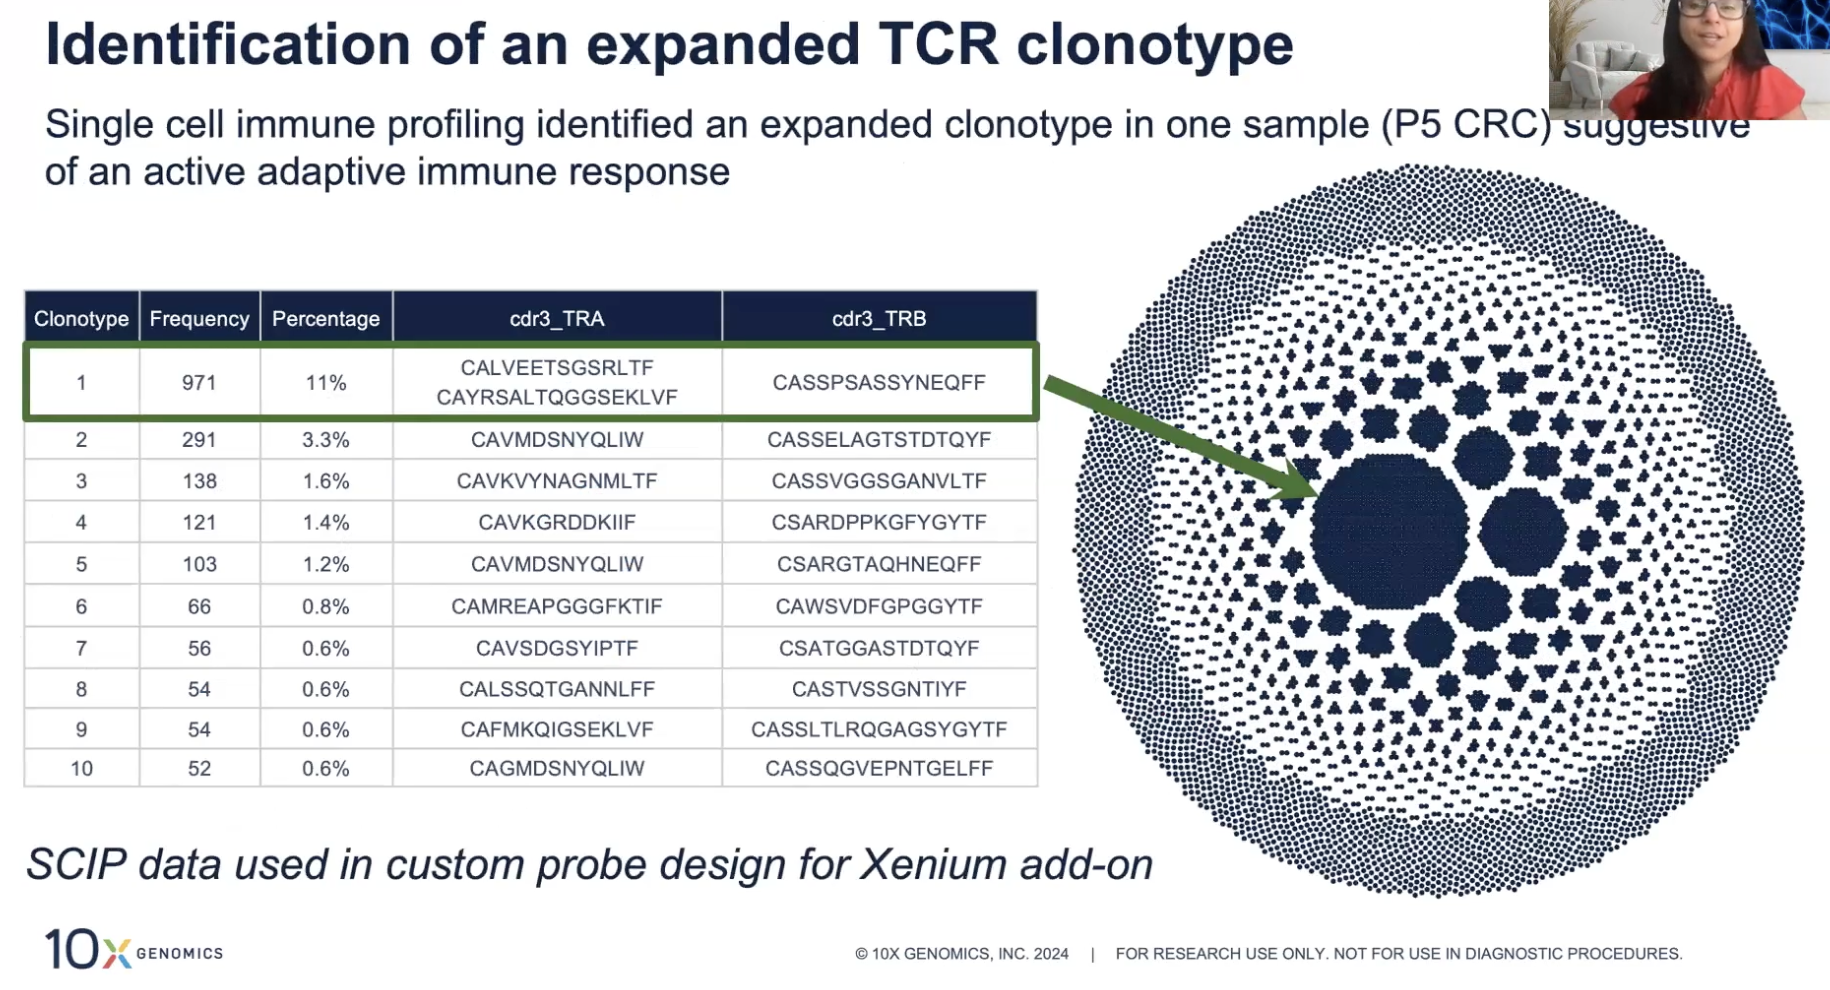 Identification of an expanded TCR clonotype
Single cell immune profiling identified an expanded clonotype in one sample (P5 CRC) suggestive
of an active adaptive immune response
Clonotype Frequency Percentage cdr3_TRA cdr3_TRB
1 971 11% CALVEETSGSRLTF CASSPSASSYNEQFF
CAYRSALTQGGSEKLVF
2 291 3.3% CAVMDSNYQLIW CASSELAGTSTDTQYF
3 138 1.6% CAVKVYNAGNMLTF CASSVGGSGANVLTF
4 121 1.4% CAVKGRDDKIIF CSARDPPKGFYGYTF
5 103 1.2% CAVMDSNYQLIW CSARGTAQHNEQFF
6 66 0.8% CAMREAPGGGFKTIF CAWSVDFGPGGYTF
7 56 0.6% CAVSDGSYIPTF CSATGGASTDTQYF
8 54 0.6% CALSSQTGANNLFF CASTVSSGNTIYF
9 54 0.6% CAFMKQIGSEKLVF CASSLTLRQGAGSYGYTF
10 52 0.6% CAGMDSNYQLIW CASSQGVEPNTGELFF
SCIP data used in custom probe design for Xenium add-on
10X GENOMICS
© 10X GENOMICS, INC. 2024 | FOR RESEARCH USE ONLY. NOT FOR USE IN DIAGNOSTIC PROCEDURES.